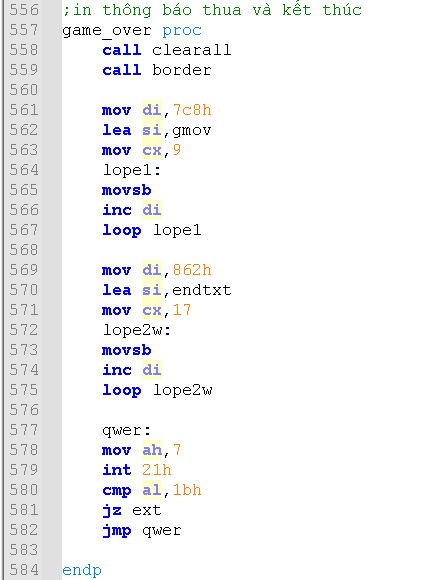 556 ;in thông báo thua và kết thúc
557 game_over proc
558     call clearall
559     call border
560
561     mov di,7c8h
562     lea si,gmov
563     mov cx,9
564     lope1:
565     movsb
566     inc di
567     loop lope1
568
569     mov di,862h
570     lea si,endtxt
571     mov cx,17
572     lope2w:
573     movsb
574     inc di
575     loop lope2w
576
577     qwer:
578     mov ah,7
579     int 21h
580     cmp al,1bh
581     jz ext
582     jmp qwer
583
584 endp